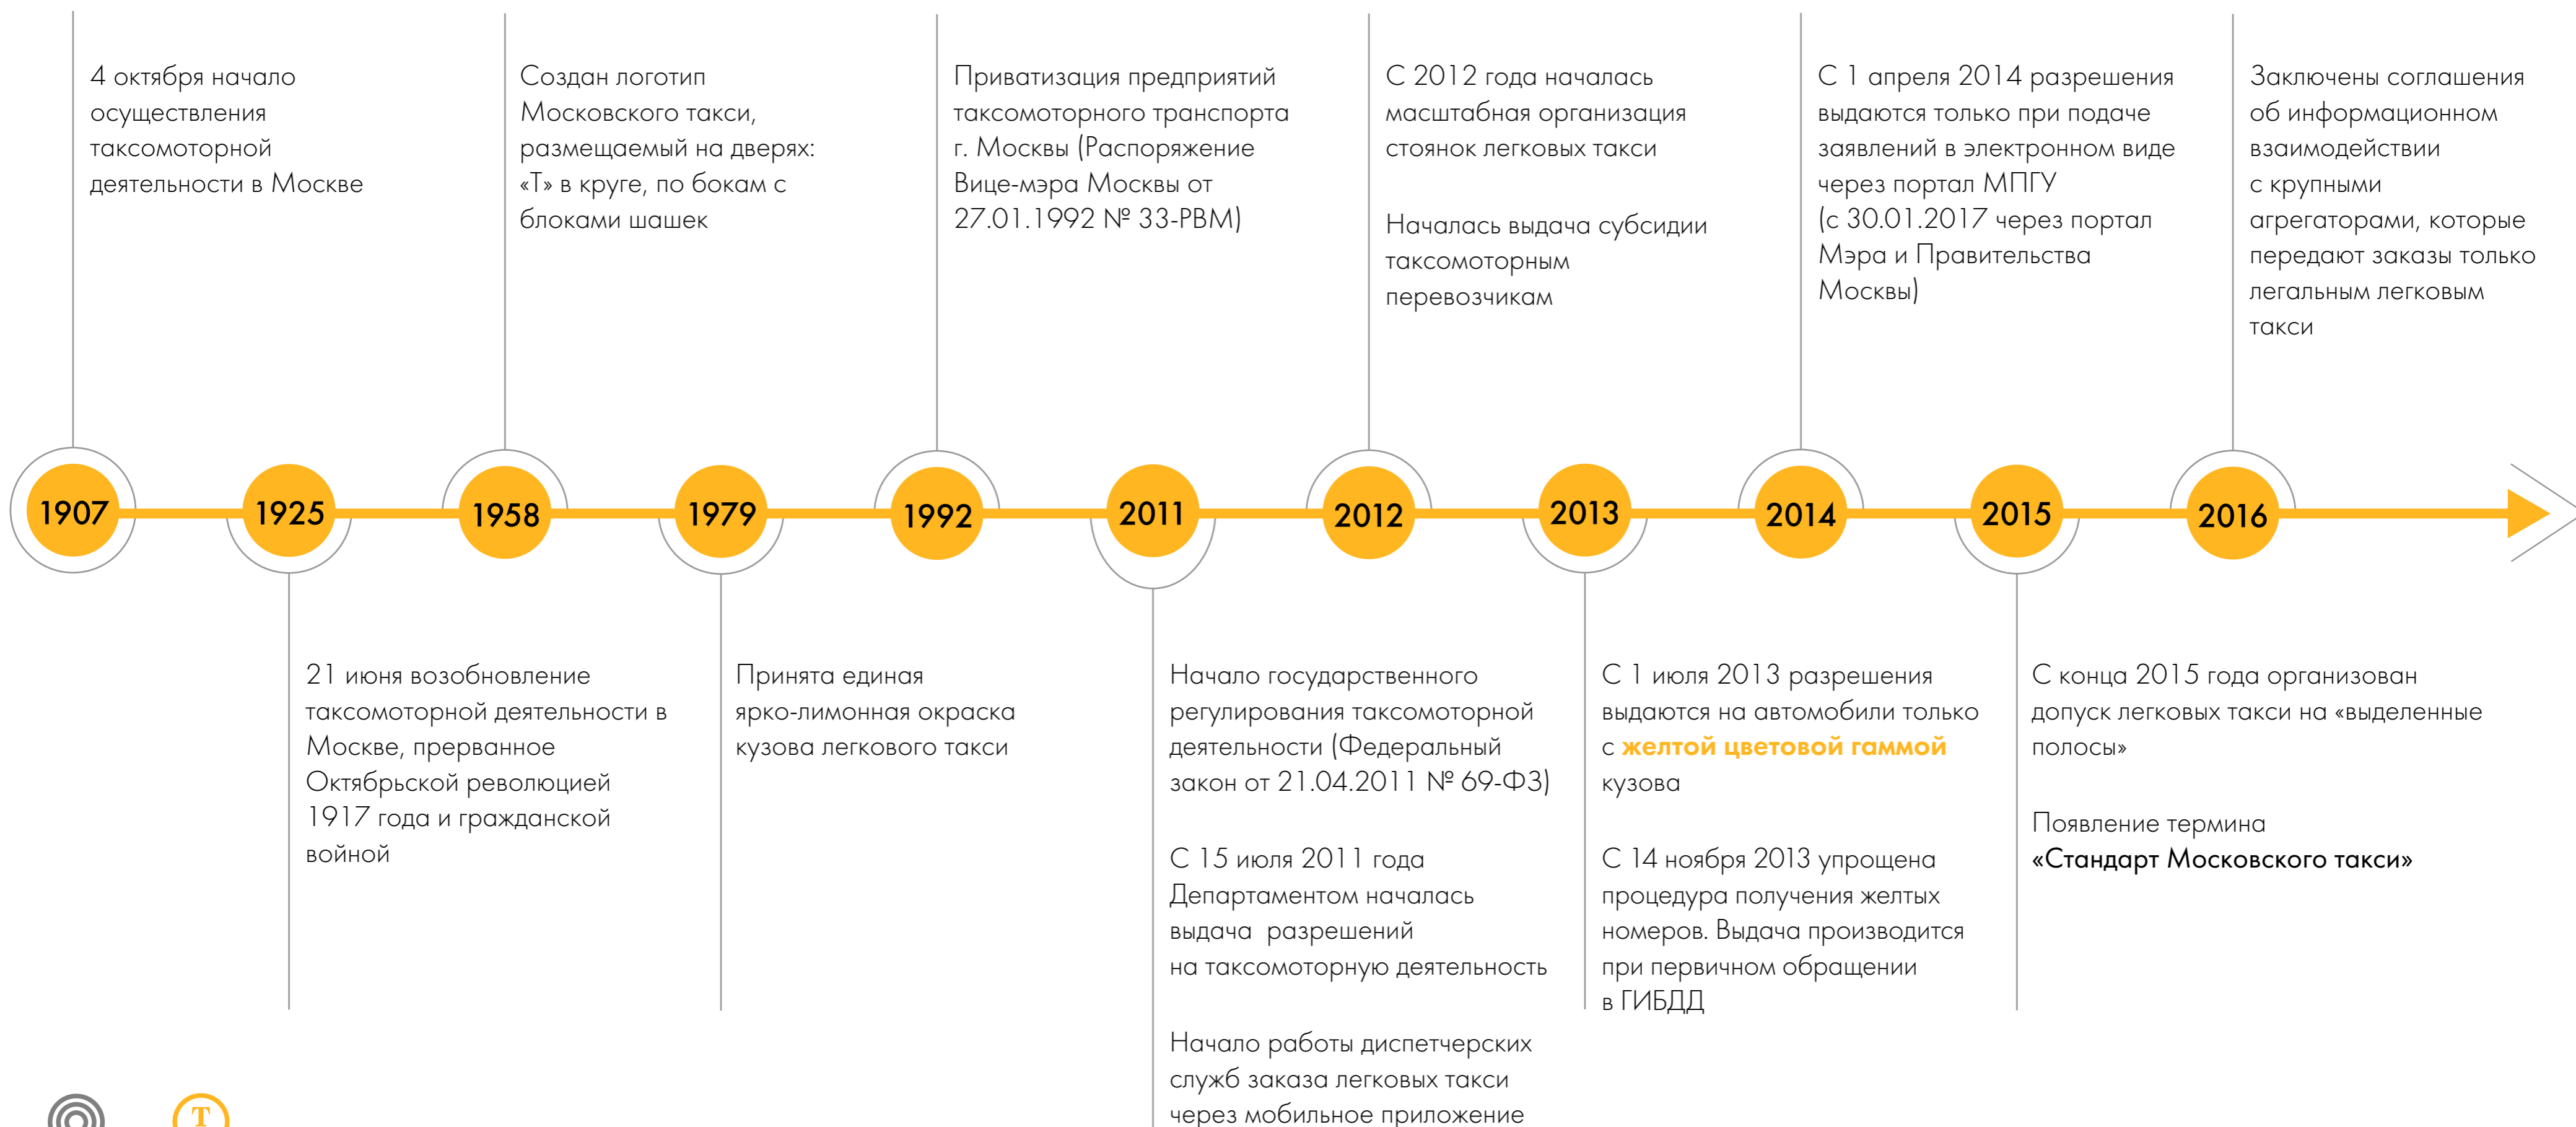 4 октября начало
осуществления
таксомоторной
деятельности в Москве
Создан логотип
Московского такси,
размещаемый на дверях:
«Т» в круге, по бокам с
блоками шашек
Приватизация предприятий
таксомоторного транспорта
г. Москвы (Распоряжение
Вице-мэра Москвы от
27.01.1992 № 33-РВМ)
С 2012 года началась
масштабная организация
стоянок легковых такси
Началась выдача субсидии
таксомоторным
перевозчикам
С 1 апреля 2014 разрешения
выдаются только при подаче
заявлений в электронном виде
через портал МПГУ
(с 30.01.2017 через портал
Мэра и Правительства
Москвы)
Заключены соглашения
об информационном
взаимодействии
с крупными
агрегаторами, которые
передают заказы только
легальным легковым
такси
1907
1925
1958
1979
1992
2011
2012
2013
2014
2015
2016
21 июня возобновление
таксомоторной деятельности в
Москве, прерванное
Октябрьской революцией
1917 года и гражданской
войной
Принята единая
ярко-лимонная окраска
кузова легкового такси
Начало государственного
регулирования таксомоторной
деятельности (Федеральный
закон от 21.04.2011 № 69-ФЗ)
С 15 июля 2011 года
Департаментом началась
выдача  разрешений
на таксомоторную деятельность
Начало работы диспетчерских
служб заказа легковых такси
через мобильное приложение
С 1 июля 2013 разрешения
выдаются на автомобили только
с желтой цветовой гаммой
кузова
С 14 ноября 2013 упрощена
процедура получения желтых
номеров. Выдача производится
при первичном обращении
в ГИБДД
С конца 2015 года организован
допуск легковых такси на «выделенные
полосы»
Появление термина
«Стандарт Московского такси»
Т